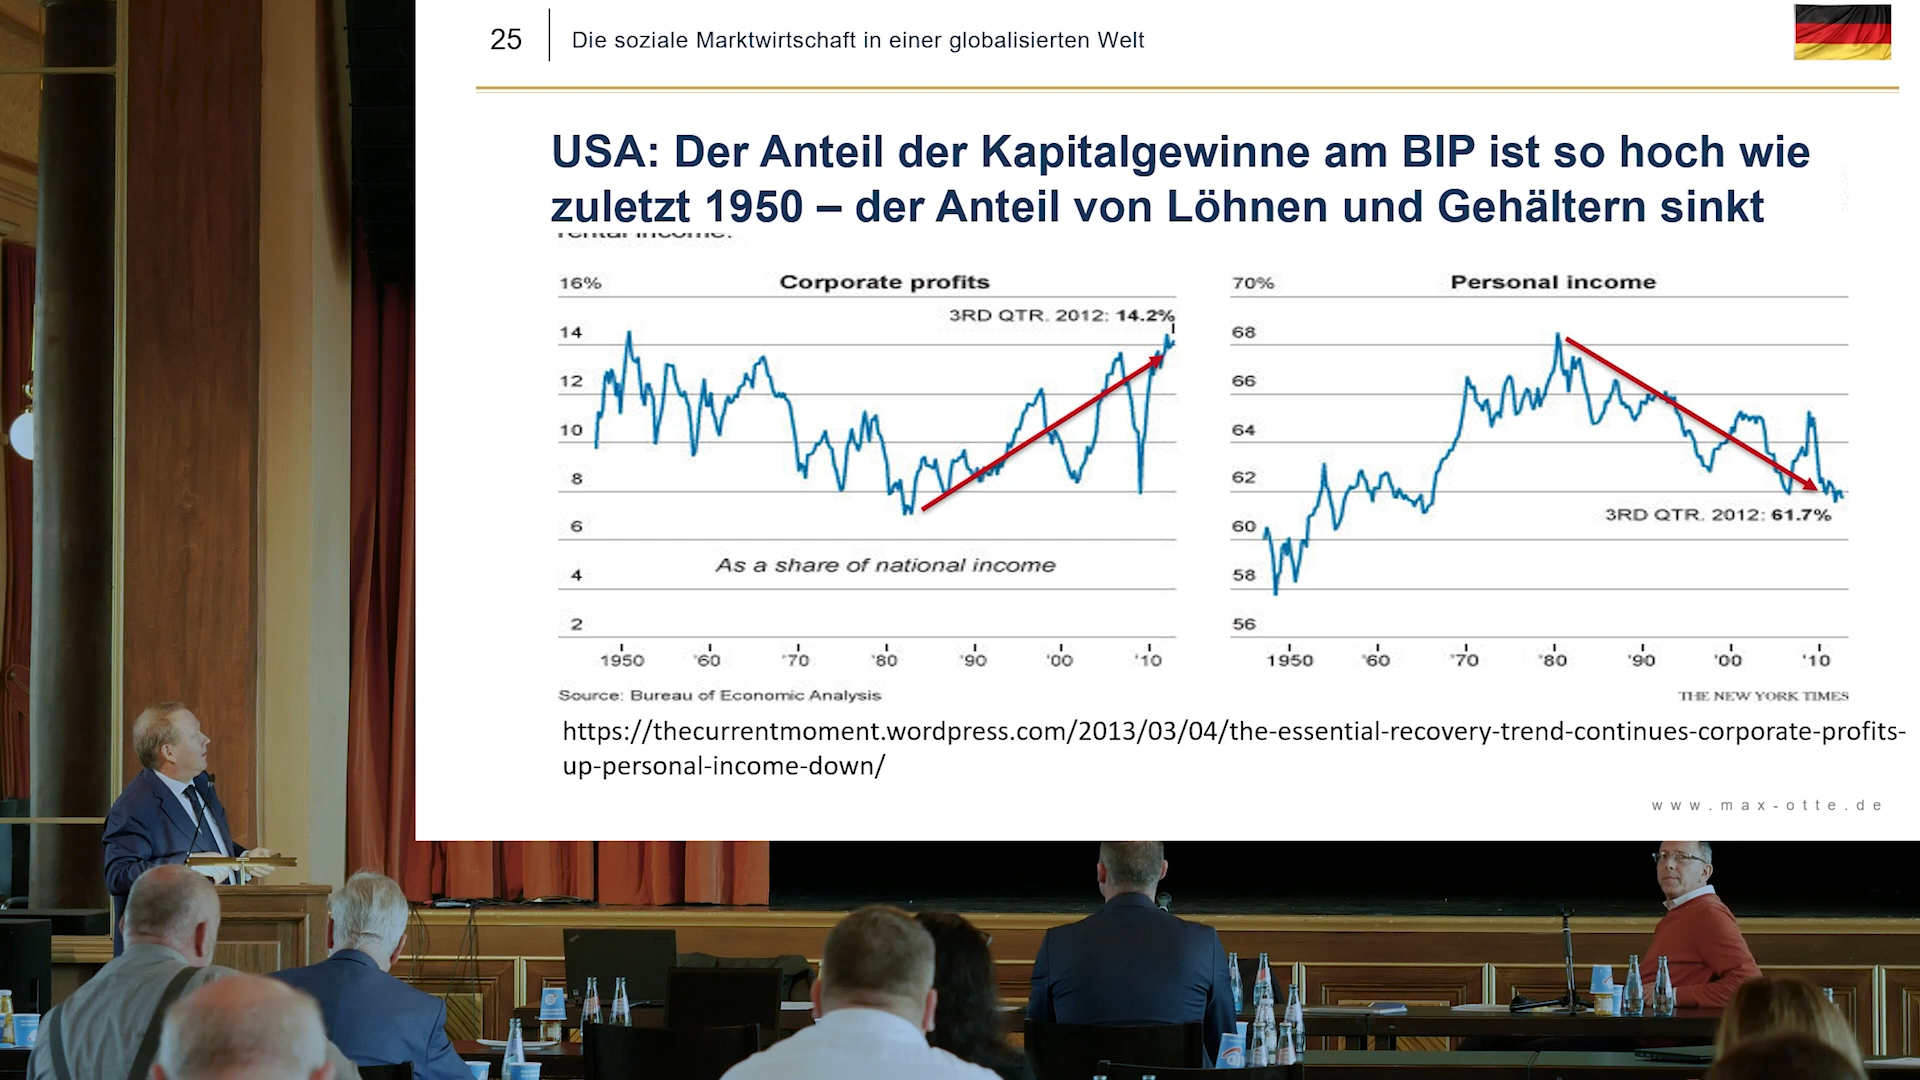 25
Die soziale Marktwirtschaft in einer globalisierten Welt
USA: Der Anteil der Kapitalgewinne am BIP ist so hoch wie
zuletzt 1950 – der Anteil von Löhnen und Gehältern sinkt
rental income.
16% Corporate profits
3RD QTR. 2012: 14.2%
14
12
10
8
6
As a share of national income
4
2
1950 '60 '70 '80 '90 '00 '10
Source: Bureau of Economic Analysis
70% Personal income
68
66
64
62
3RD QTR. 2012: 61.7%
60
58
56
1950 '60 '70 '80 '90 '00 '10
THE NEW YORK TIMES
https://thecurrentmoment.wordpress.com/2013/03/04/the-essential-recovery-trend-continues-corporate-profits-
up-personal-income-down/
www.max-otte.de